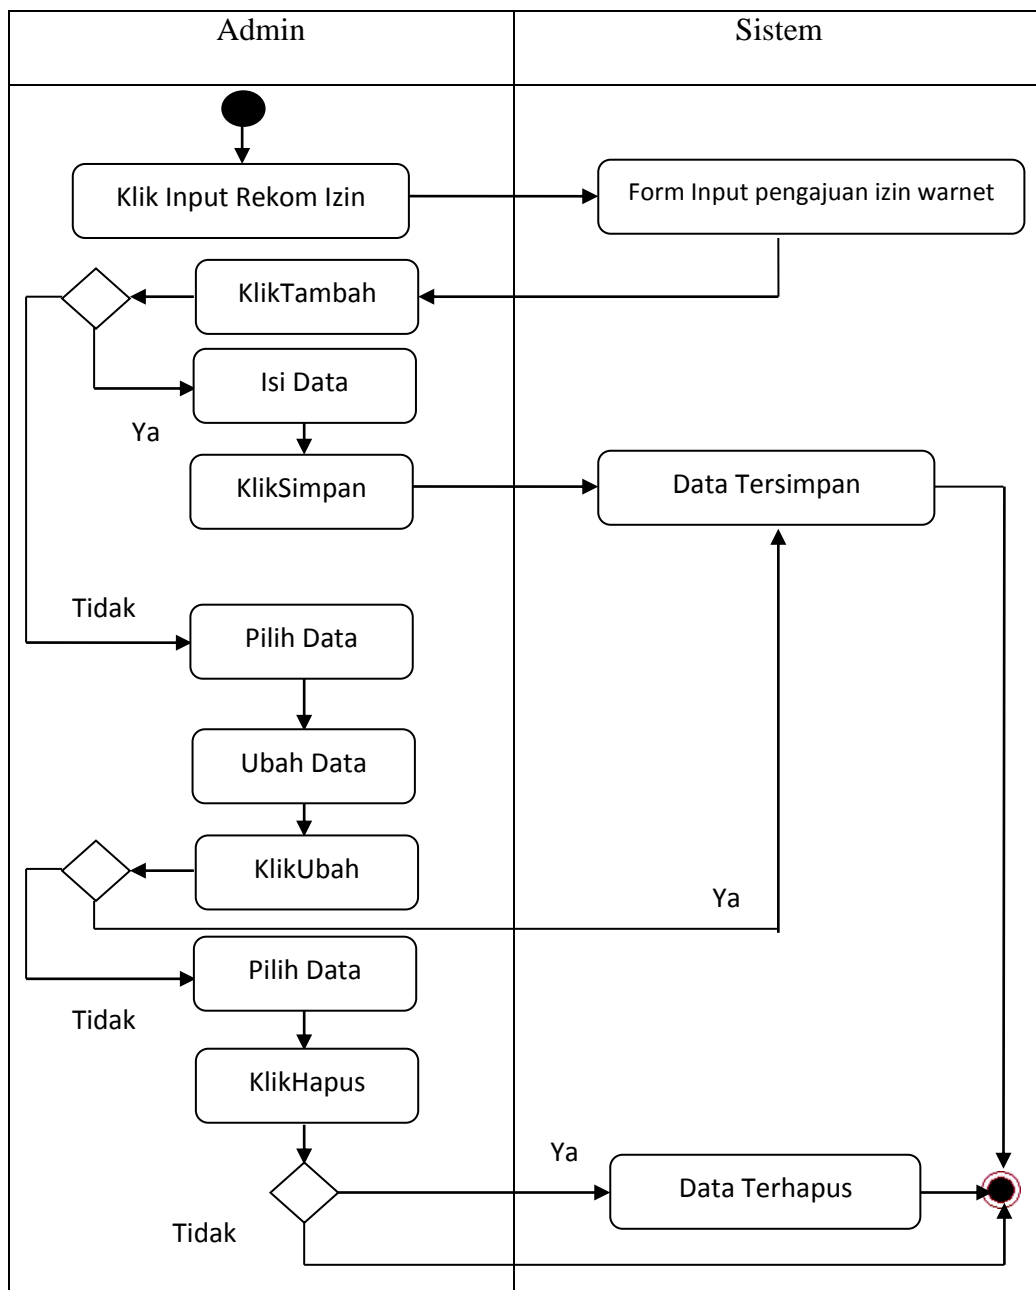 Admin
Sistem
Klik Input Rekom Izin
Form Input pengajuan izin warnet
KlikTambah
Isi Data
Ya
KlikSimpan
Data Tersimpan
Tidak
Pilih Data
Ubah Data
KlikUbah
Ya
Pilih Data
Tidak
KlikHapus
Ya
Data Terhapus
Tidak